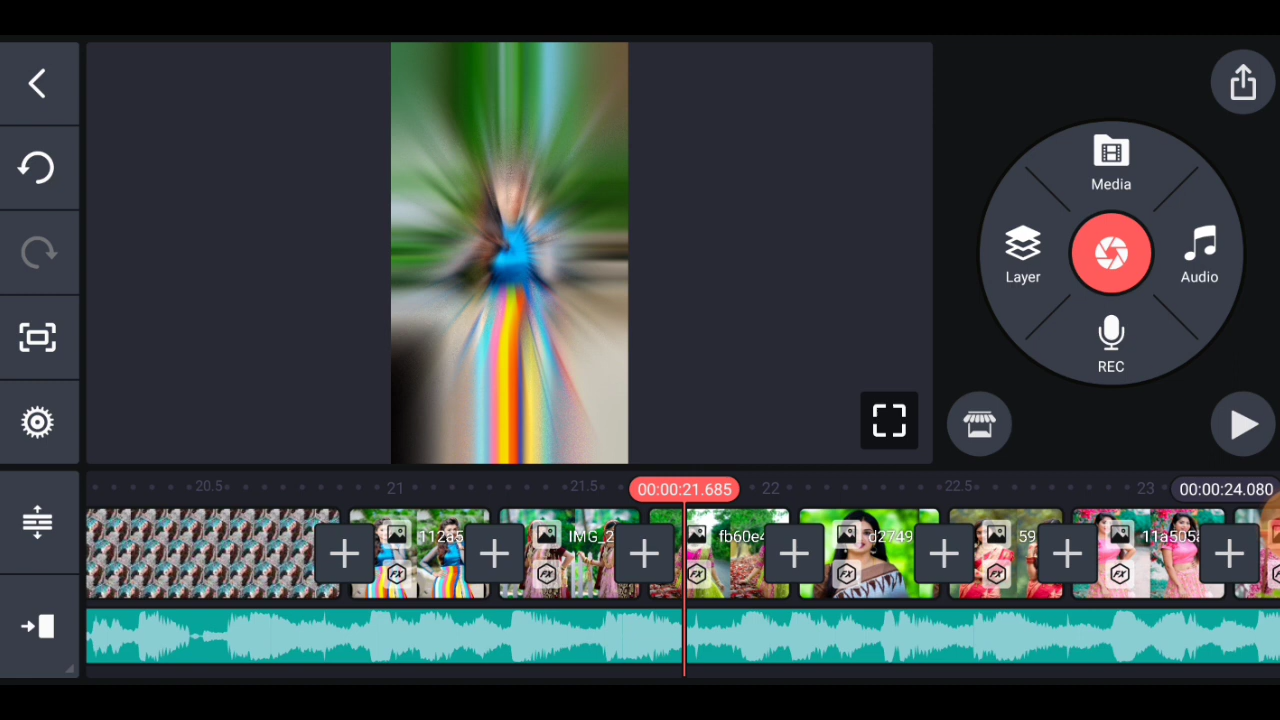 Media
Layer
Audio
REC
20.5
21
21.5
00:00:21.685
22
22.5
23
00:00:24.080
112a5
IMG_2
fb60e4
d2749
59
11a505